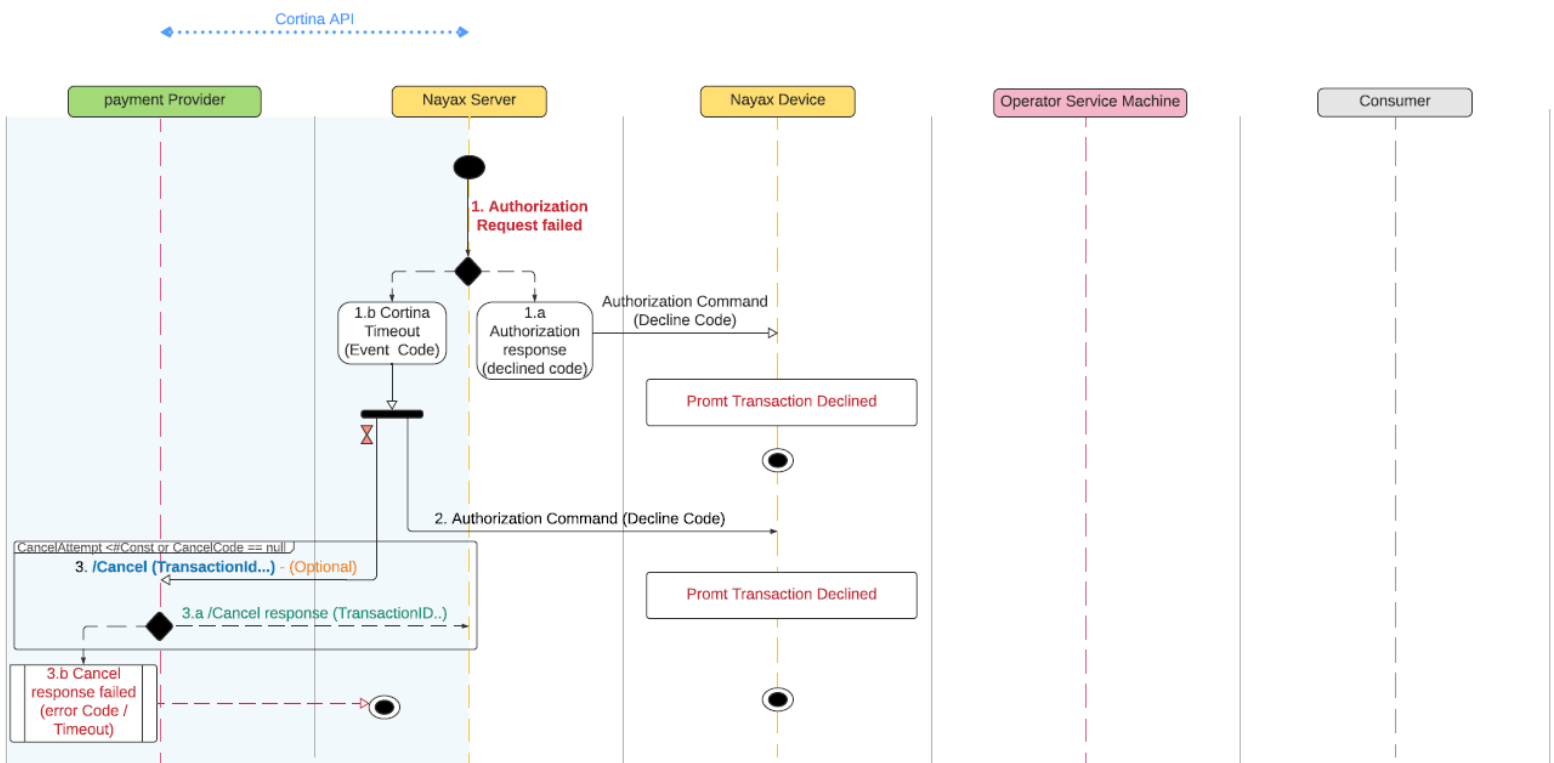 Cortina API
payment Provider
Nayax Server
Nayax Device
Operator Service Machine
Consumer
1. Authorization
Request failed
1.b Cortina
Timeout
(Event Code)
1.a
Authorization
response
(declined code)
Authorization Command
(Decline Code)
Promt Transaction Declined
2. Authorization Command (Decline Code)
CancelAttempt <#Const or CancelCode == null
3. /Cancel (TransactionId...) - (Optional)
Promt Transaction Declined
3.a /Cancel response (TransactionID..)
3.b Cancel
response failed
(error Code /
Timeout)